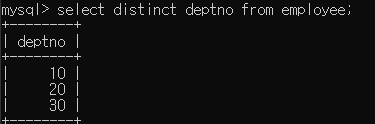 mysql> select distinct deptno from employee;
+--------+
| deptno |
+--------+
|     10 |
|     20 |
|     30 |
+--------+